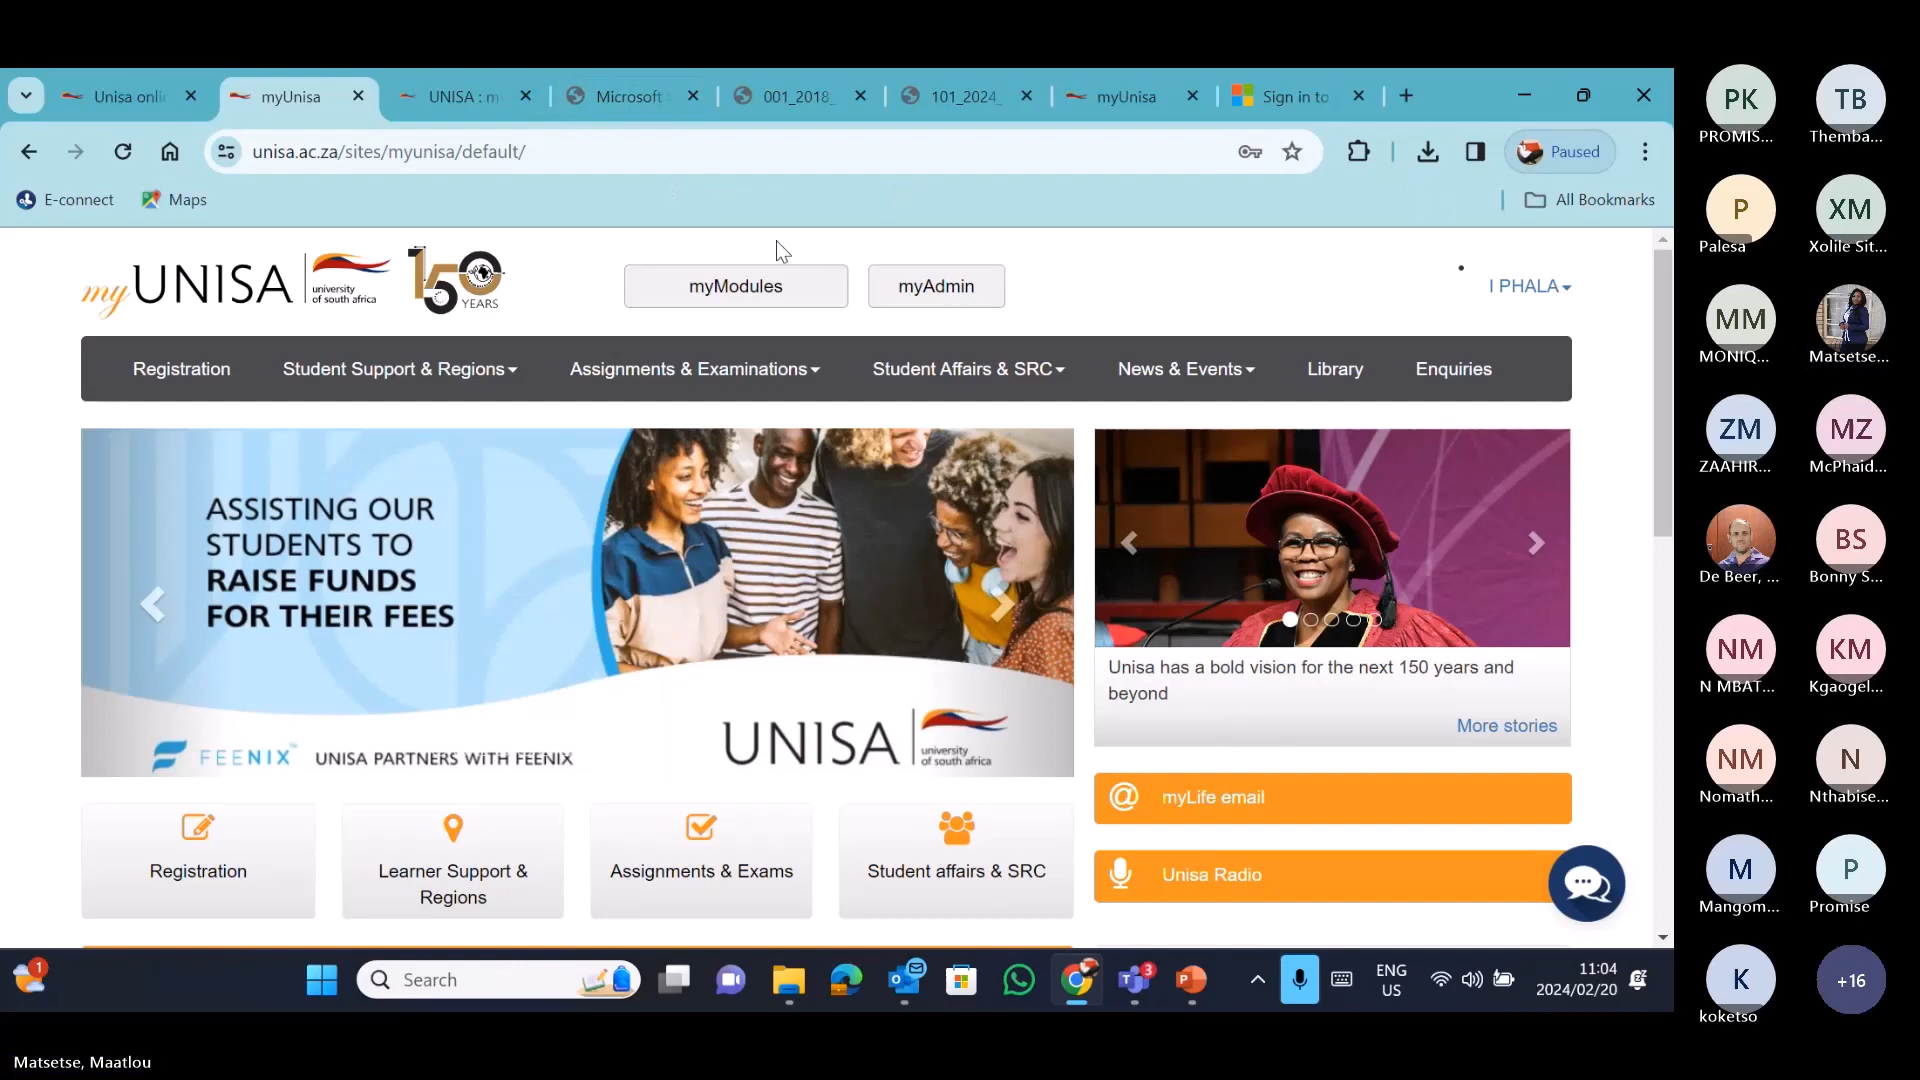 Unisa onli
myUnisa
UNISA : m
Microsoft
001_2018_
101_2024_
myUnisa
Sign in to
unisa.ac.za/sites/myunisa/default/
Paused
E-connect
Maps
All Bookmarks
myUNISA
university
of south africa
150
YEARS
myModules
myAdmin
I PHALA
Registration
Student Support & Regions
Assignments & Examinations
Student Affairs & SRC
News & Events
Library
Enquiries
ASSISTING OUR
STUDENTS TO
RAISE FUNDS
FOR THEIR FEES
FEENIX™
UNISA PARTNERS WITH FEENIX
UNISA
university
of south africa
Unisa has a bold vision for the next 150 years and
beyond
More stories
myLife email
Unisa Radio
Registration
Learner Support &
Regions
Assignments & Exams
Student affairs & SRC
1
Search
3
ENG
US
11:04
2024/02/20
PK
PROMIS...
TB
Themba...
P
Palesa
XM
Xolile Sit...
MM
MONIQ...
Matsetse...
ZM
ZAAHIR...
MZ
McPhaid...
De Beer, ...
BS
Bonny S...
NM
N MBAT...
KM
Kgaogel...
NM
Nomath...
N
Nthabise...
M
Mangom...
P
Promise
K
koketso
+16
Matsetse, Maatlou